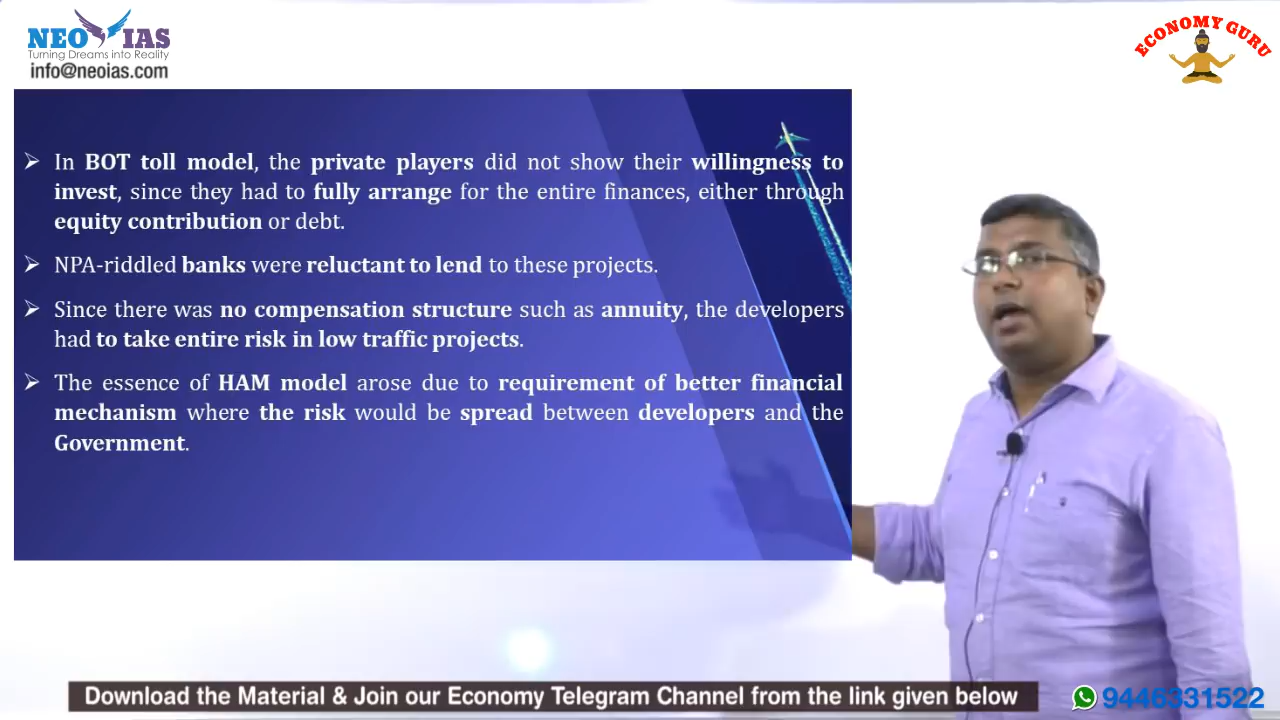 NEO IAS
Turning Dreams into Reality
info@neoias.com
ECONOMY GURU
➢ In BOT toll model, the private players did not show their willingness to
invest, since they had to fully arrange for the entire finances, either through
equity contribution or debt.
➢ NPA-riddled banks were reluctant to lend to these projects.
➢ Since there was no compensation structure such as annuity, the developers
had to take entire risk in low traffic projects.
➢ The essence of HAM model arose due to requirement of better financial
mechanism where the risk would be spread between developers and the
Government.
Download the Material & Join our Economy Telegram Channel from the link given below
9446331522